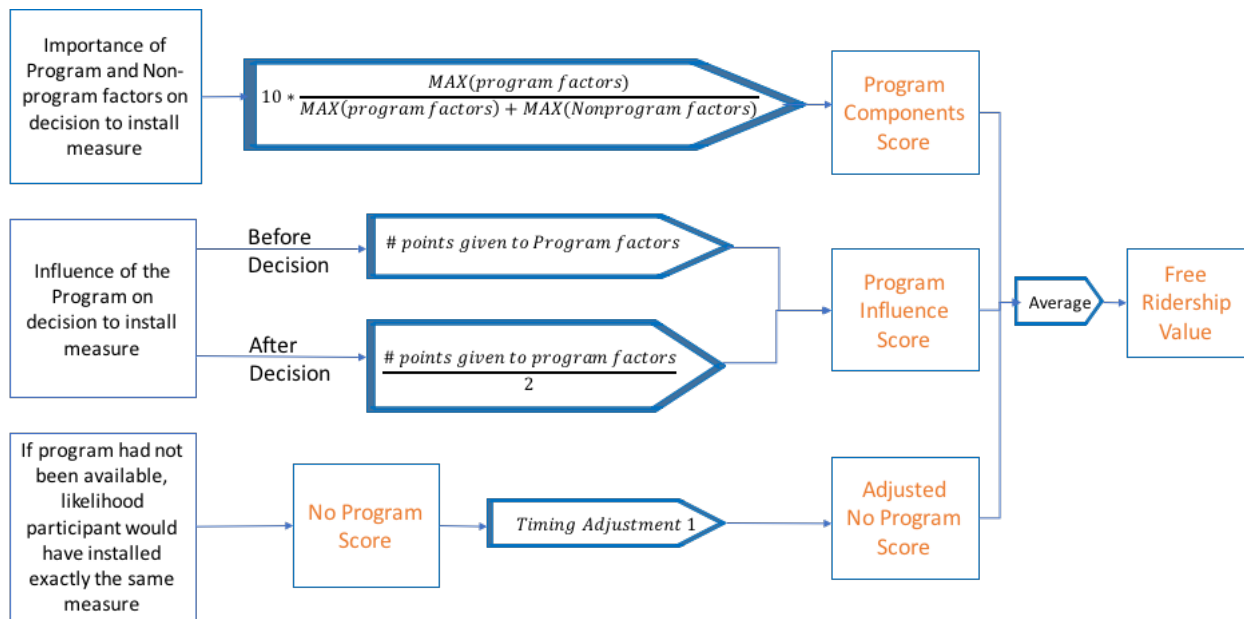 Importance of
Program and Non-
program factors on
decision to install
measure
10 * MAX(program factors)
MAX(program factors) + MAX(Nonprogram factors)
Program
Components
Score
Influence of the
Program on
decision to install
measure
Before
Decision
# points given to Program factors
After
Decision
# points given to program factors
2
Program
Influence
Score
Average
Free
Ridership
Value
If program had not
been available,
likelihood
participant would
have installed
exactly the same
measure
No Program
Score
Timing Adjustment 1
Adjusted
No Program
Score